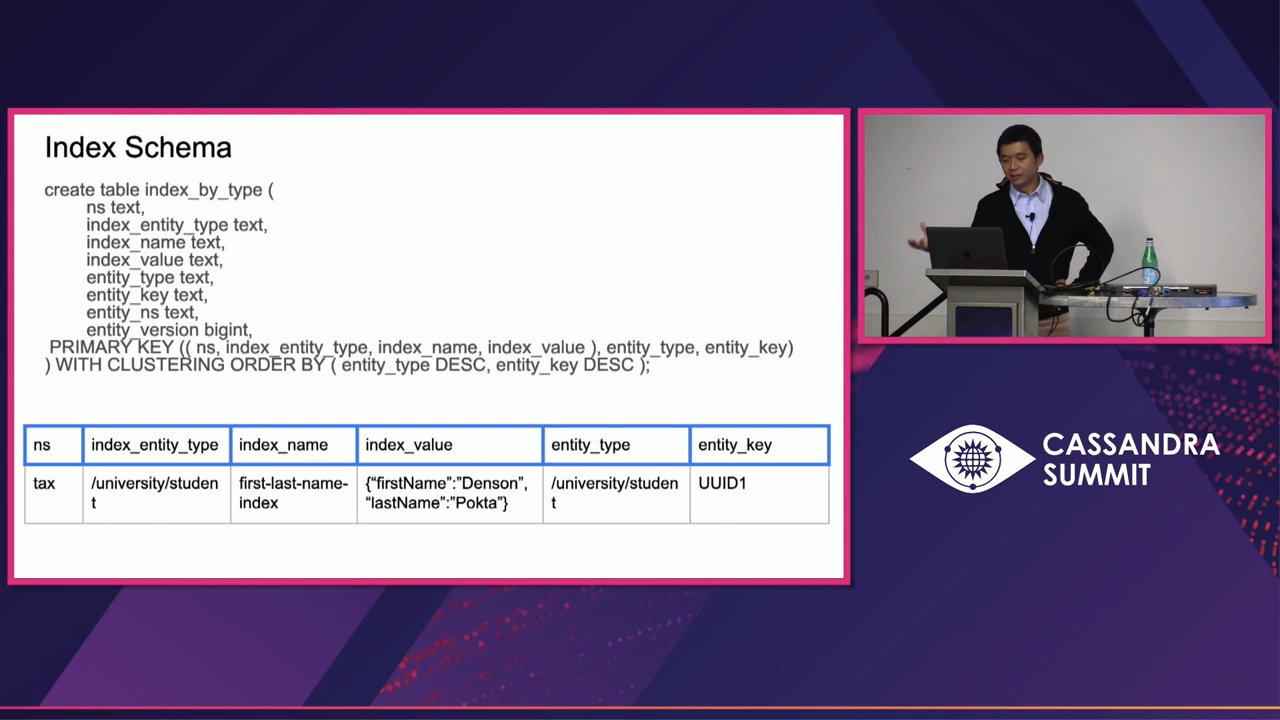 Index Schema
create table index_by_type (
ns text,
index_entity_type text,
index_name text,
index_value text,
entity_type text,
entity_key text,
entity_ns text,
entity_version bigint,
PRIMARY KEY (( ns, index_entity_type, index_name, index_value ), entity_type, entity_key)
) WITH CLUSTERING ORDER BY ( entity_type DESC, entity_key DESC );
ns index_entity_type index_name index_value entity_type entity_key
tax /university/studen first-last-name- {“firstName”:”Denson”, /university/studen UUID1
t index “lastName”:”Pokta”} t
CASSANDRA
SUMMIT